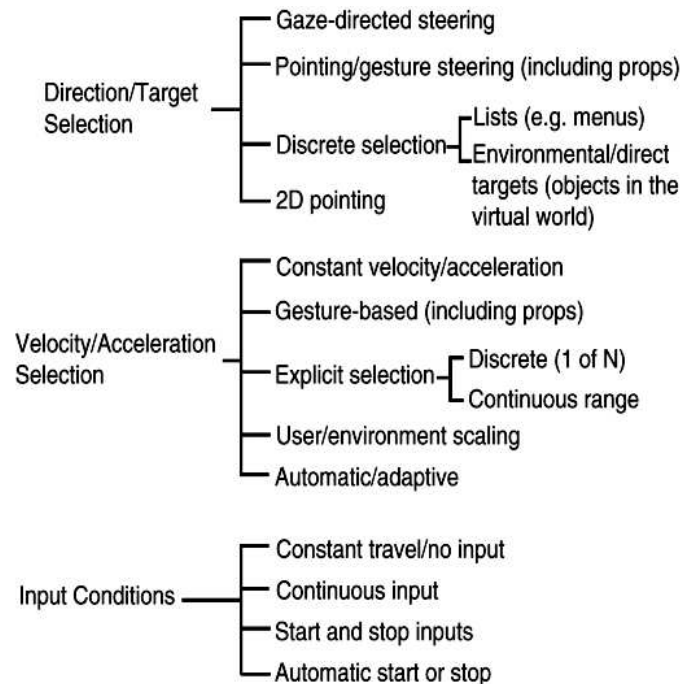 Gaze-directed steering
Pointing/gesture steering (including props)
Direction/Target
Selection
Discrete selection
Lists (e.g. menus)
Environmental/direct
targets (objects in the
virtual world)
2D pointing
Constant velocity/acceleration
Gesture-based (including props)
Velocity/Acceleration
Selection
Explicit selection
Discrete (1 of N)
Continuous range
User/environment scaling
Automatic/adaptive
Constant travel/no input
Input Conditions
Continuous input
Start and stop inputs
Automatic start or stop